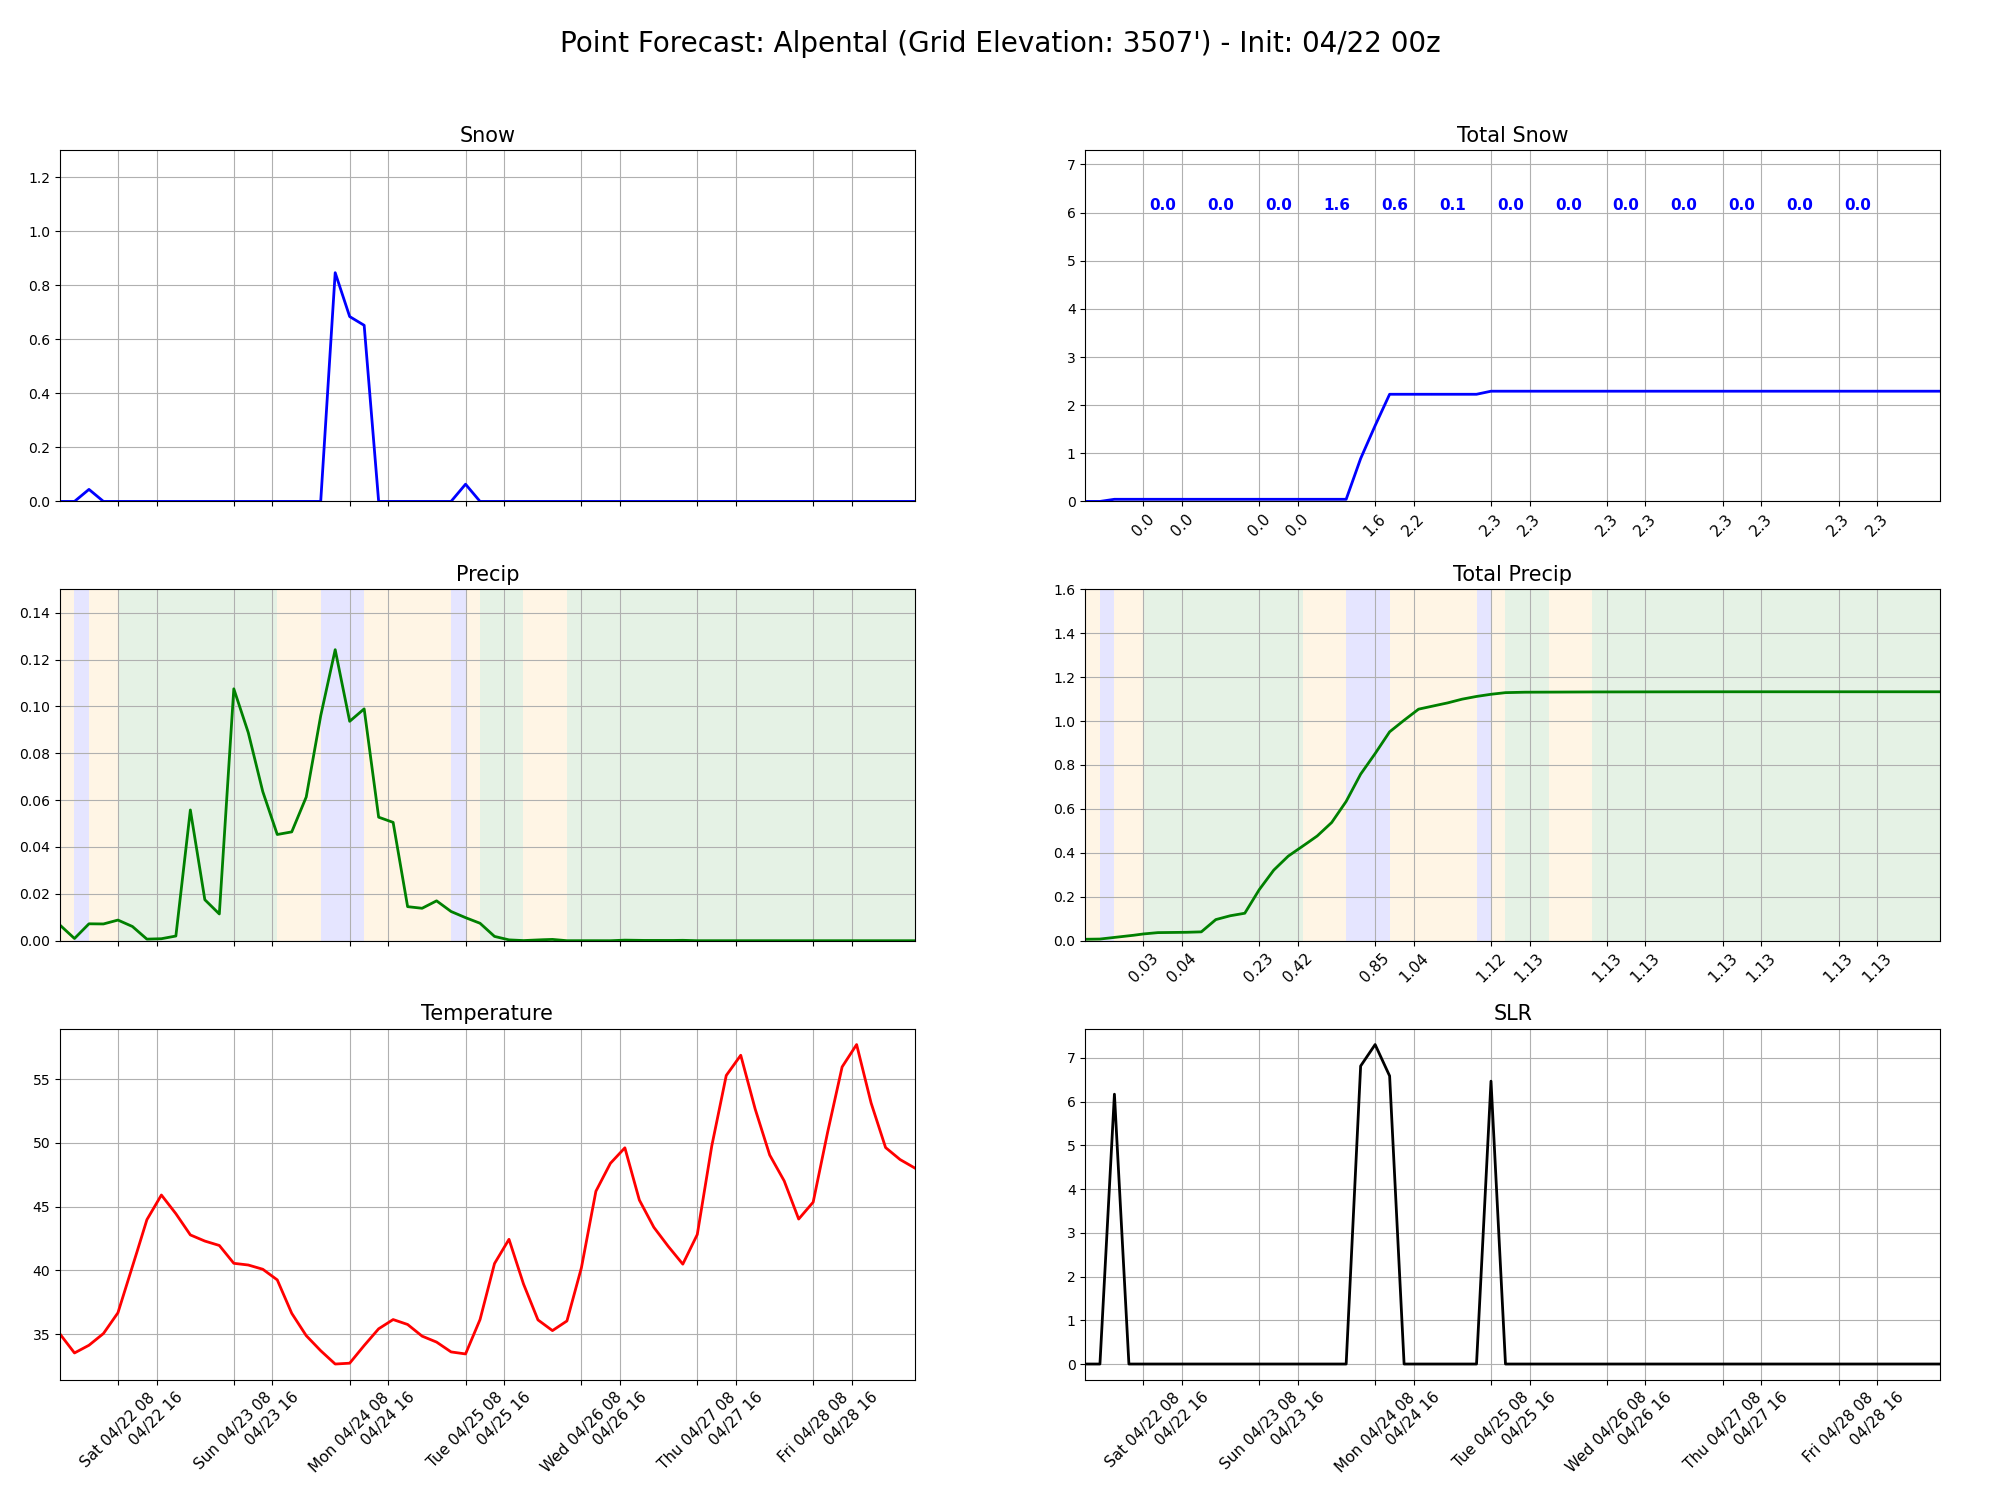 Point Forecast: Alpental (Grid Elevation: 3507') - Init: 04/22 00z
Snow
1.2
1.0
0.8
0.6
0.4
0.2
0.0
Total Snow
7
6
5
4
3
2
1
0
0.0 0.0 0.0 1.6 0.6 0.1 0.0 0.0 0.0 0.0 0.0 0.0 0.0
0.0 0.0 0.0 0.0 1.6 2.2 2.3 2.3 2.3 2.3 2.3 2.3 2.3 2.3
Precip
0.14
0.12
0.10
0.08
0.06
0.04
0.02
0.00
Total Precip
1.6
1.4
1.2
1.0
0.8
0.6
0.4
0.2
0.0
0.03 0.04 0.23 0.42 0.85 1.04 1.12 1.13 1.13 1.13 1.13 1.13 1.13 1.13
Temperature
55
50
45
40
35
Sat 04/22 08
04/22 16
Sun 04/23 08
04/23 16
Mon 04/24 08
04/24 16
Tue 04/25 08
04/25 16
Wed 04/26 08
04/26 16
Thu 04/27 08
04/27 16
Fri 04/28 08
04/28 16
SLR
7
6
5
4
3
2
1
0
Sat 04/22 08
04/22 16
Sun 04/23 08
04/23 16
Mon 04/24 08
04/24 16
Tue 04/25 08
04/25 16
Wed 04/26 08
04/26 16
Thu 04/27 08
04/27 16
Fri 04/28 08
04/28 16